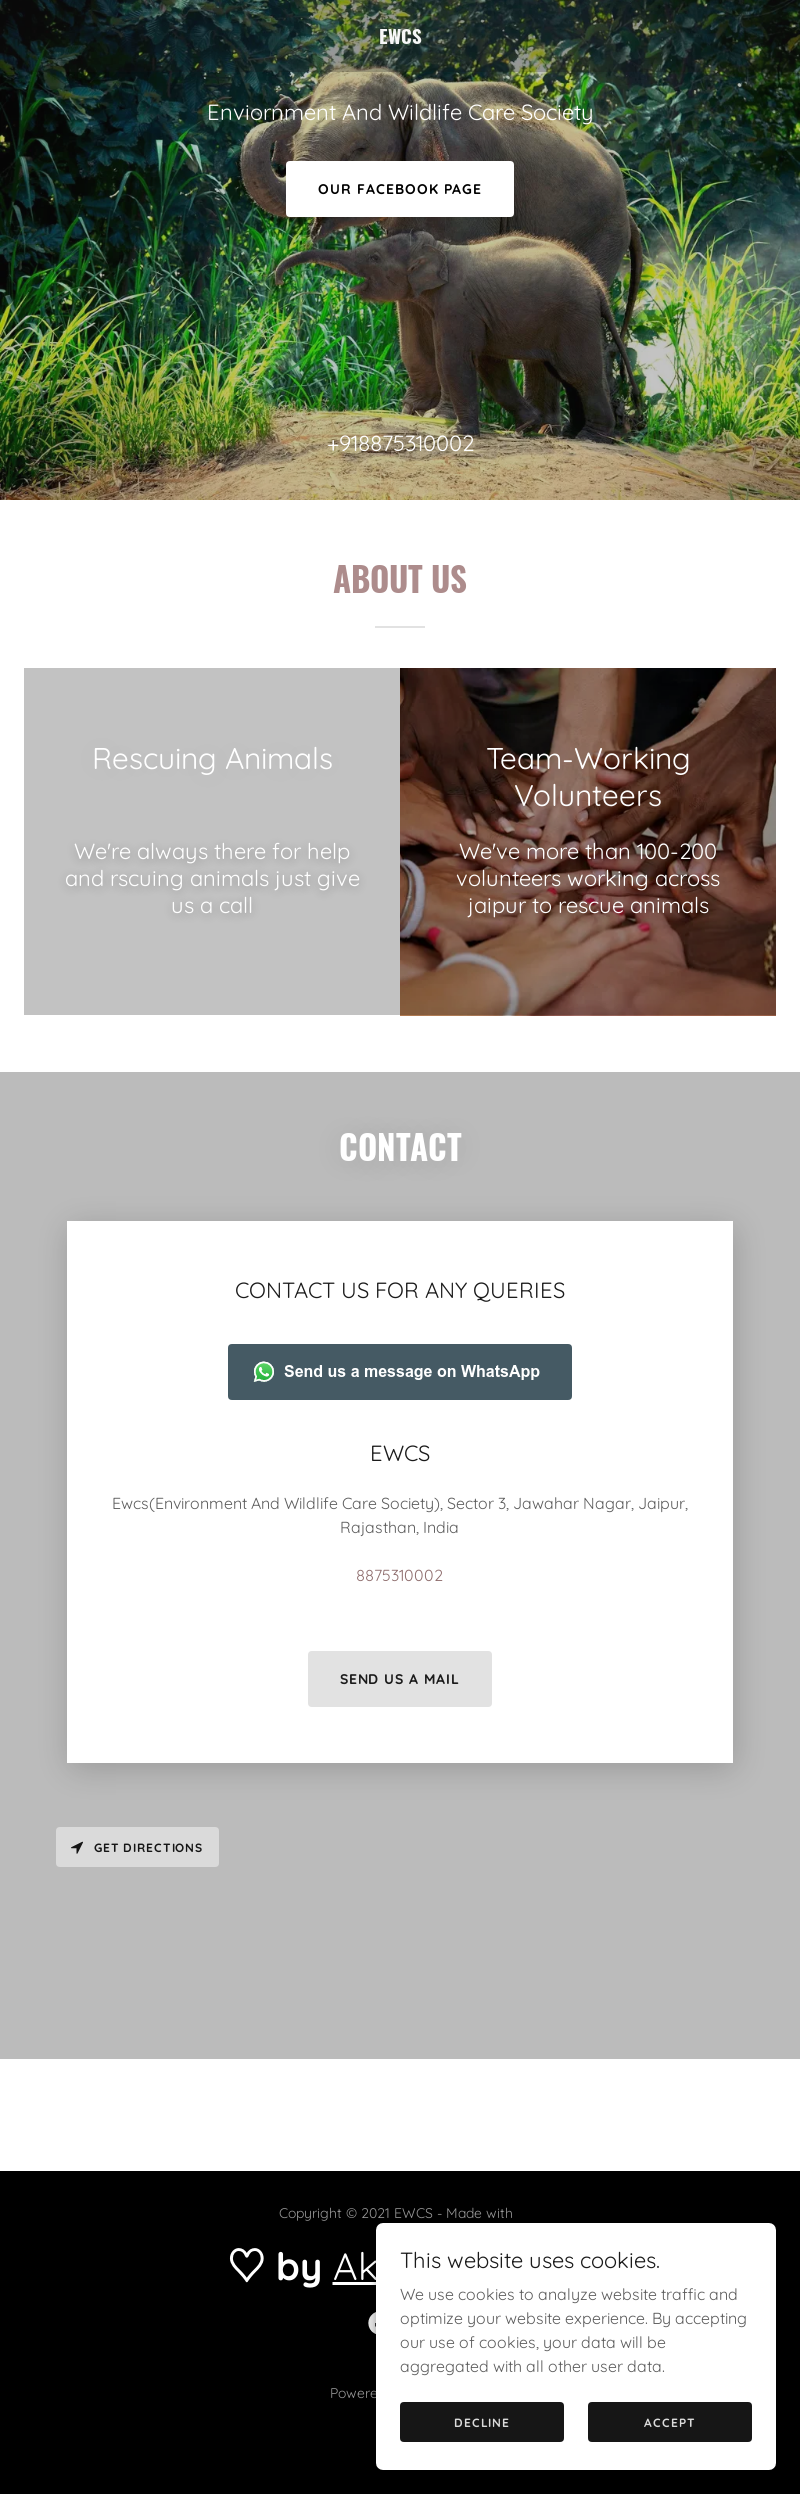 EWCS
Enviornment And Wildlife Care Society
OUR FACEBOOK PAGE
+918875310002
ABOUT US
Rescuing Animals
We're always there for help
and rscuing animals just give
us a call
Team-Working
Volunteers
We've more than 100-200
volunteers working across
jaipur to rescue animals
CONTACT
CONTACT US FOR ANY QUERIES
Send us a message on WhatsApp
EWCS
Ewcs(Environment And Wildlife Care Society), Sector 3, Jawahar Nagar, Jaipur,
Rajasthan, India
8875310002
SEND US A MAIL
GET DIRECTIONS
Copyright © 2021 EWCS - Made with
♡ by Ak
Powere
This website uses cookies.
We use cookies to analyze website traffic and
optimize your website experience. By accepting
our use of cookies, your data will be
aggregated with all other user data.
DECLINE
ACCEPT